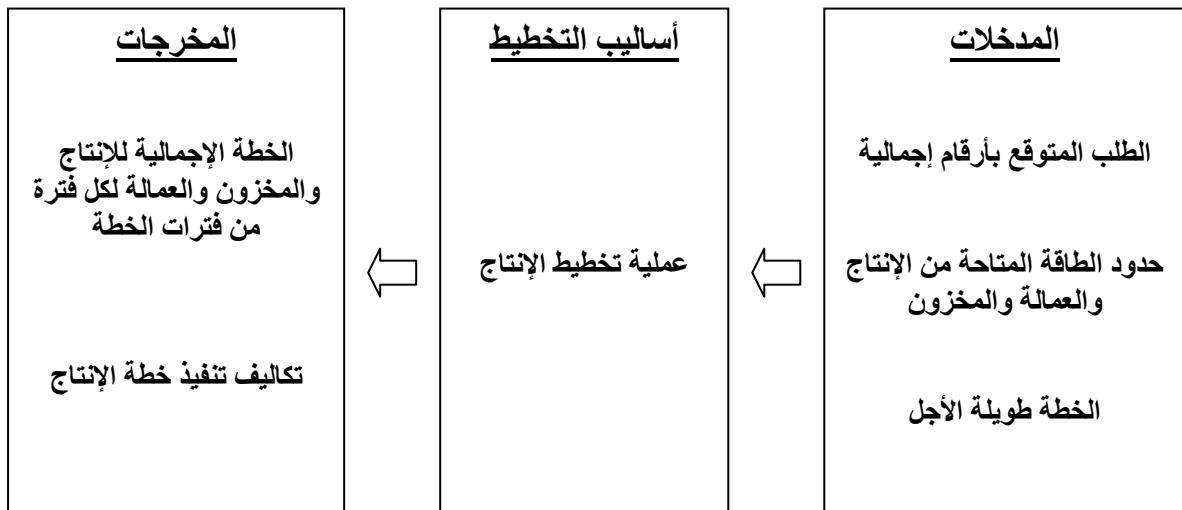 المدخلات
الطلب المتوقع بأرقام إجمالية
حدود الطاقة المتاحة من الإنتاج
والعمالة والمخزون
الخطة طويلة الأجل
أساليب التخطيط
عملية تخطيط الإنتاج
المخرجات
الخطة الإجمالية للإنتاج
والمخزون والعمالة لكل فترة
من فترات الخطة
تكاليف تنفيذ خطة الإنتاج